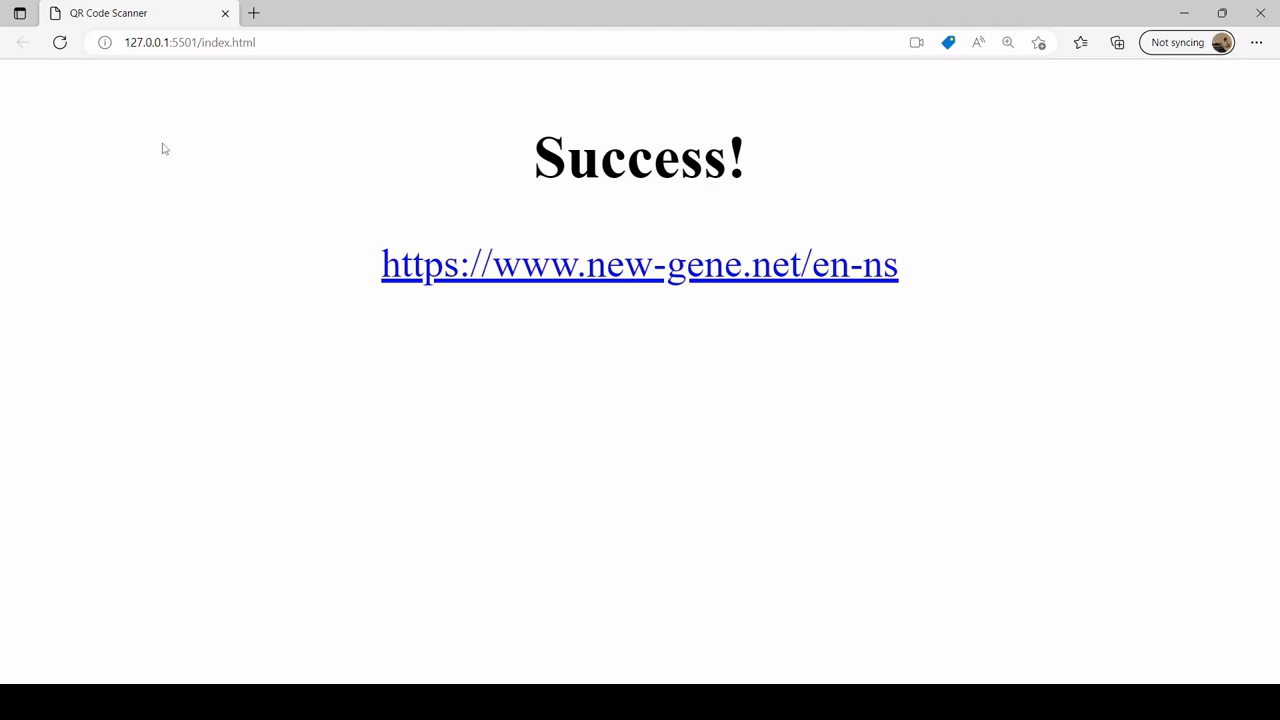 QR Code Scanner
127.0.0.1:5501/index.html
Not syncing
Success!
https://www.new-gene.net/en-ns